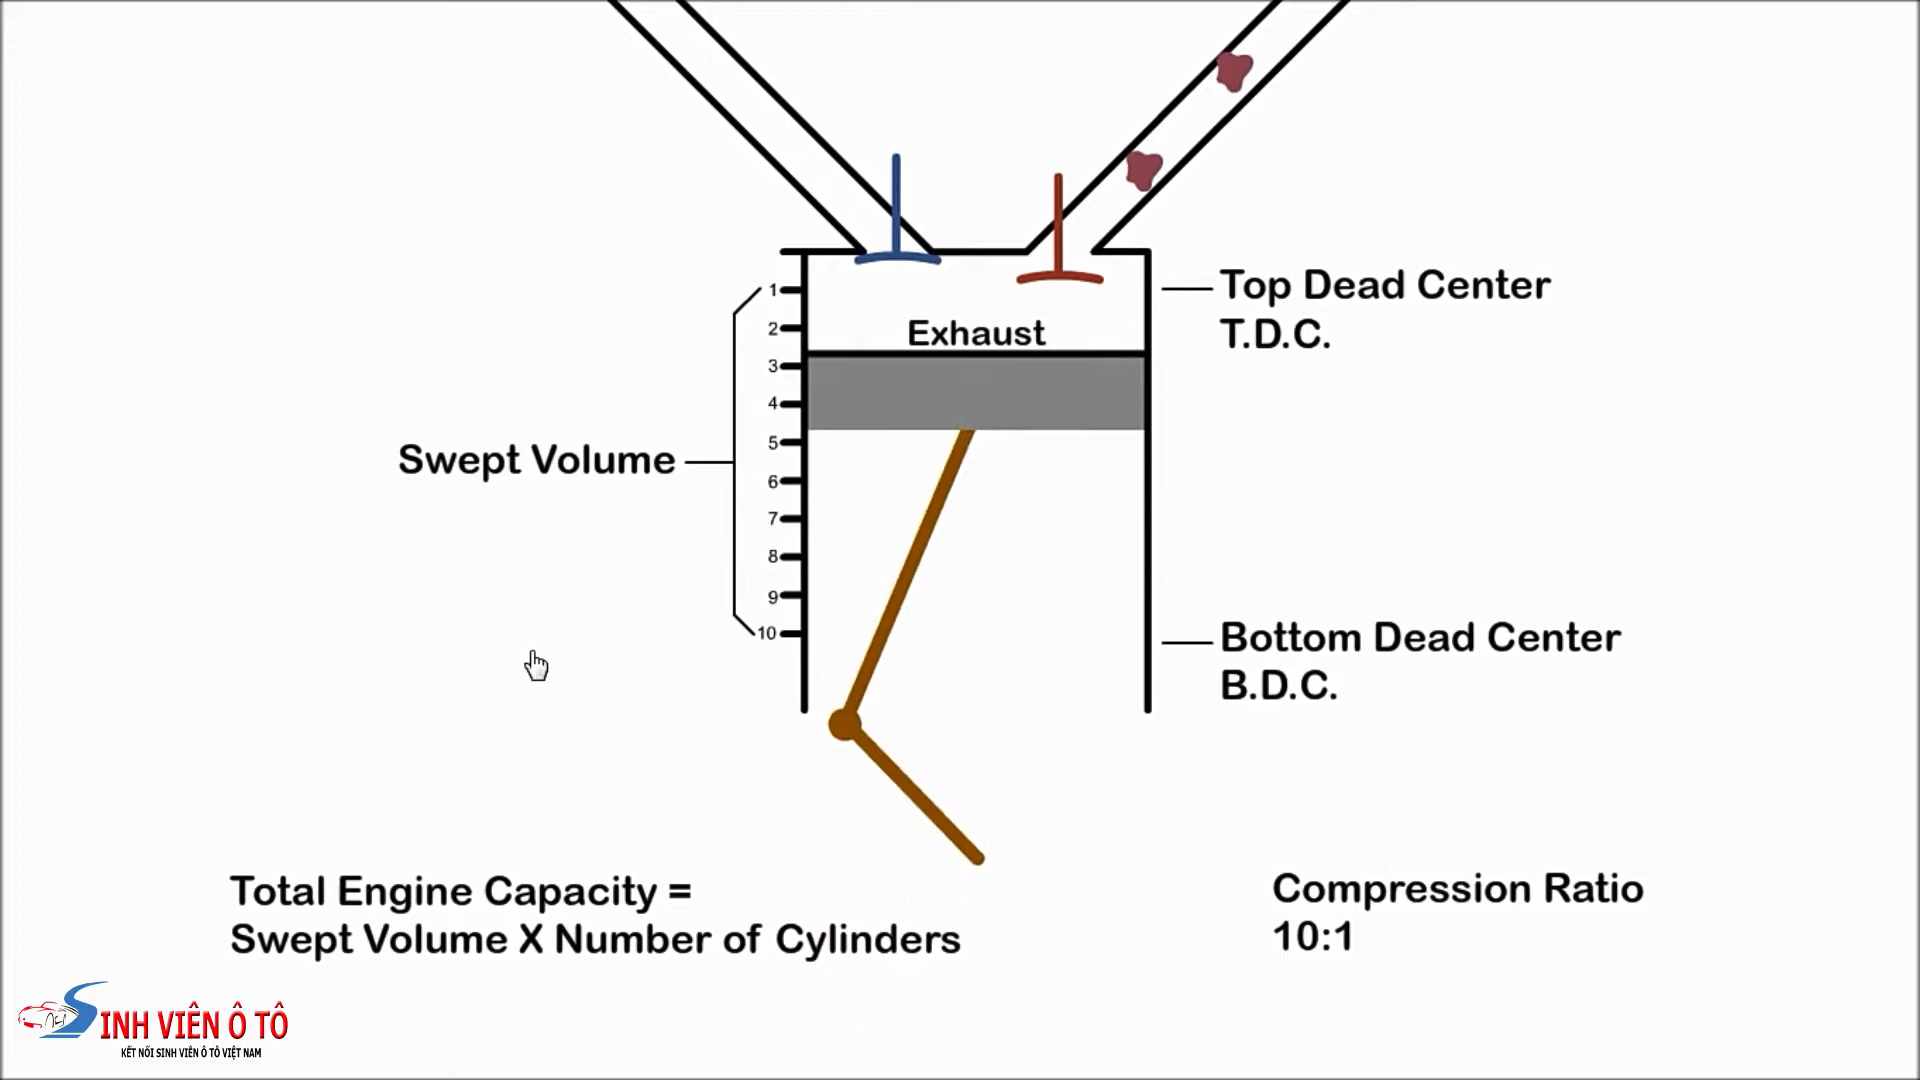 Top Dead Center
T.D.C.
1
2
Exhaust
3
4
5
Swept Volume
6
7
8
9
10
Bottom Dead Center
B.D.C.
Total Engine Capacity =
Swept Volume X Number of Cylinders
Compression Ratio
10:1
SINH VIÊN Ô TÔ
KẾT NỐI SINH VIÊN Ô TÔ VIỆT NAM